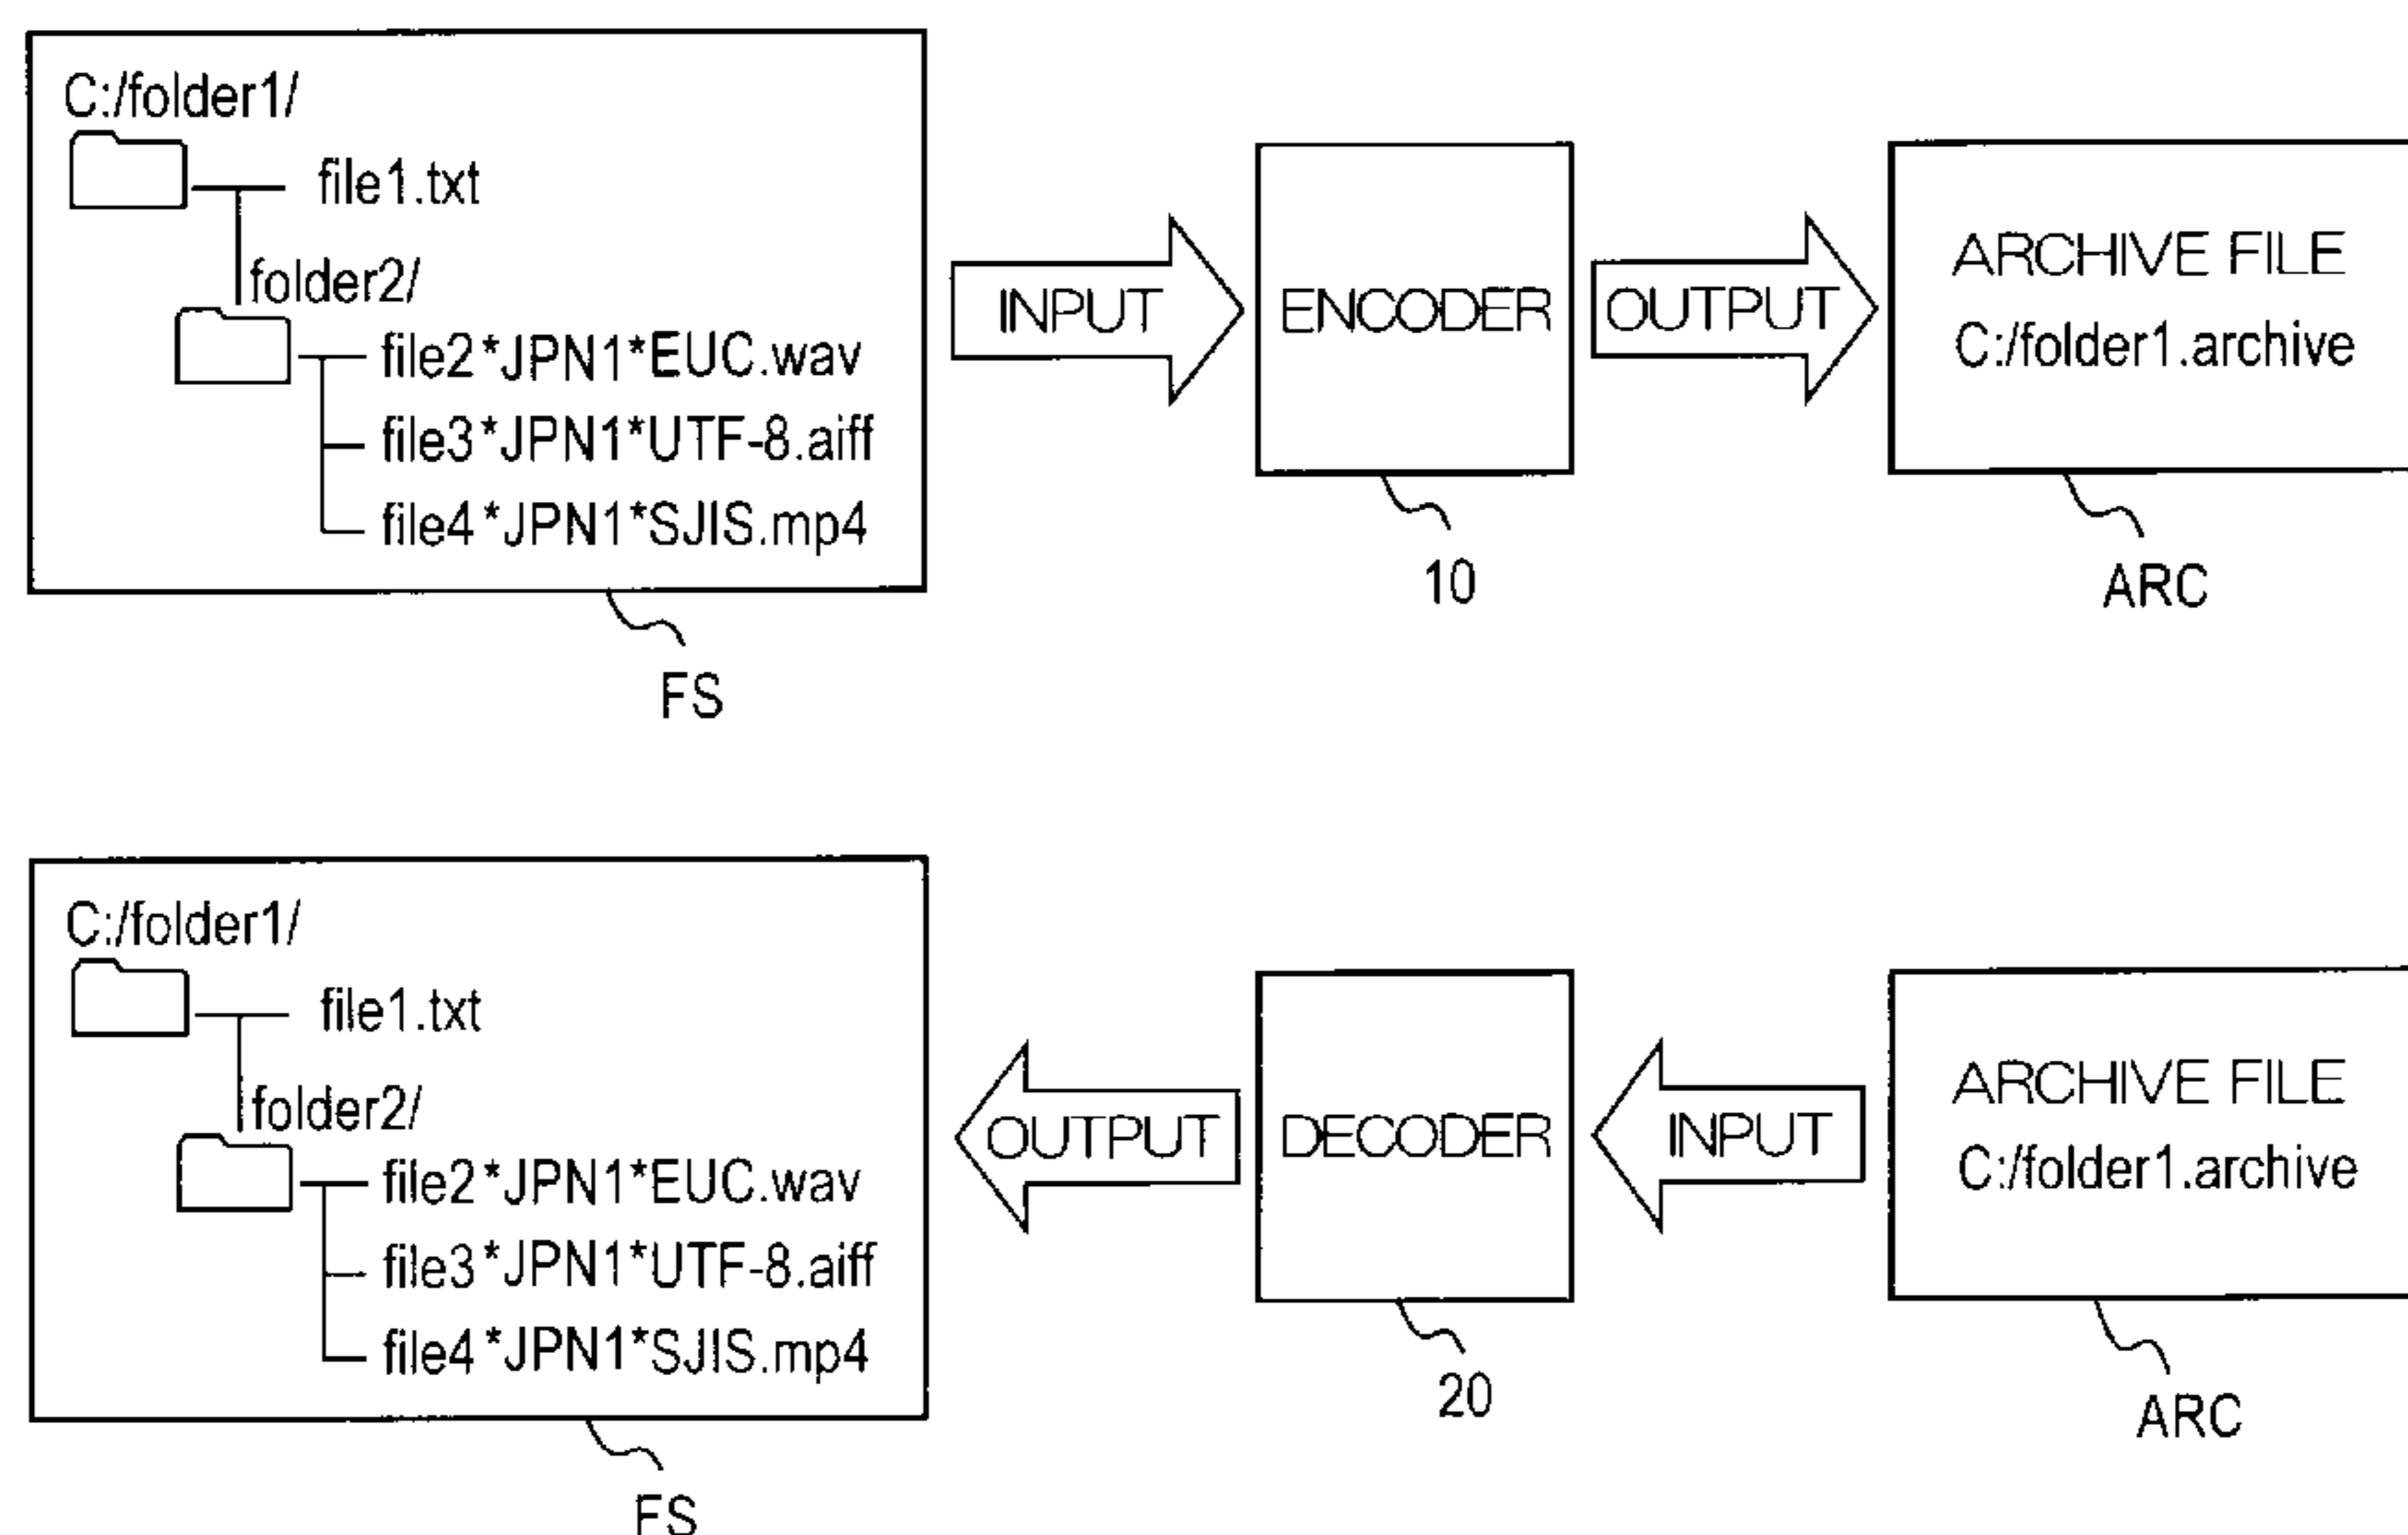 C:/folder1/
file1.txt
folder2/
file2*JPN1*EUC.wav
file3*JPN1*UTF-8.aiff
file4*JPN1*SJIS.mp4
FS
INPUT
ENCODER
10
OUTPUT
ARCHIVE FILE
C:/folder1.archive
ARC
C:/folder1/
file1.txt
folder2/
file2*JPN1*EUC.wav
file3*JPN1*UTF-8.aiff
file4*JPN1*SJIS.mp4
FS
OUTPUT
DECODER
20
INPUT
ARCHIVE FILE
C:/folder1.archive
ARC